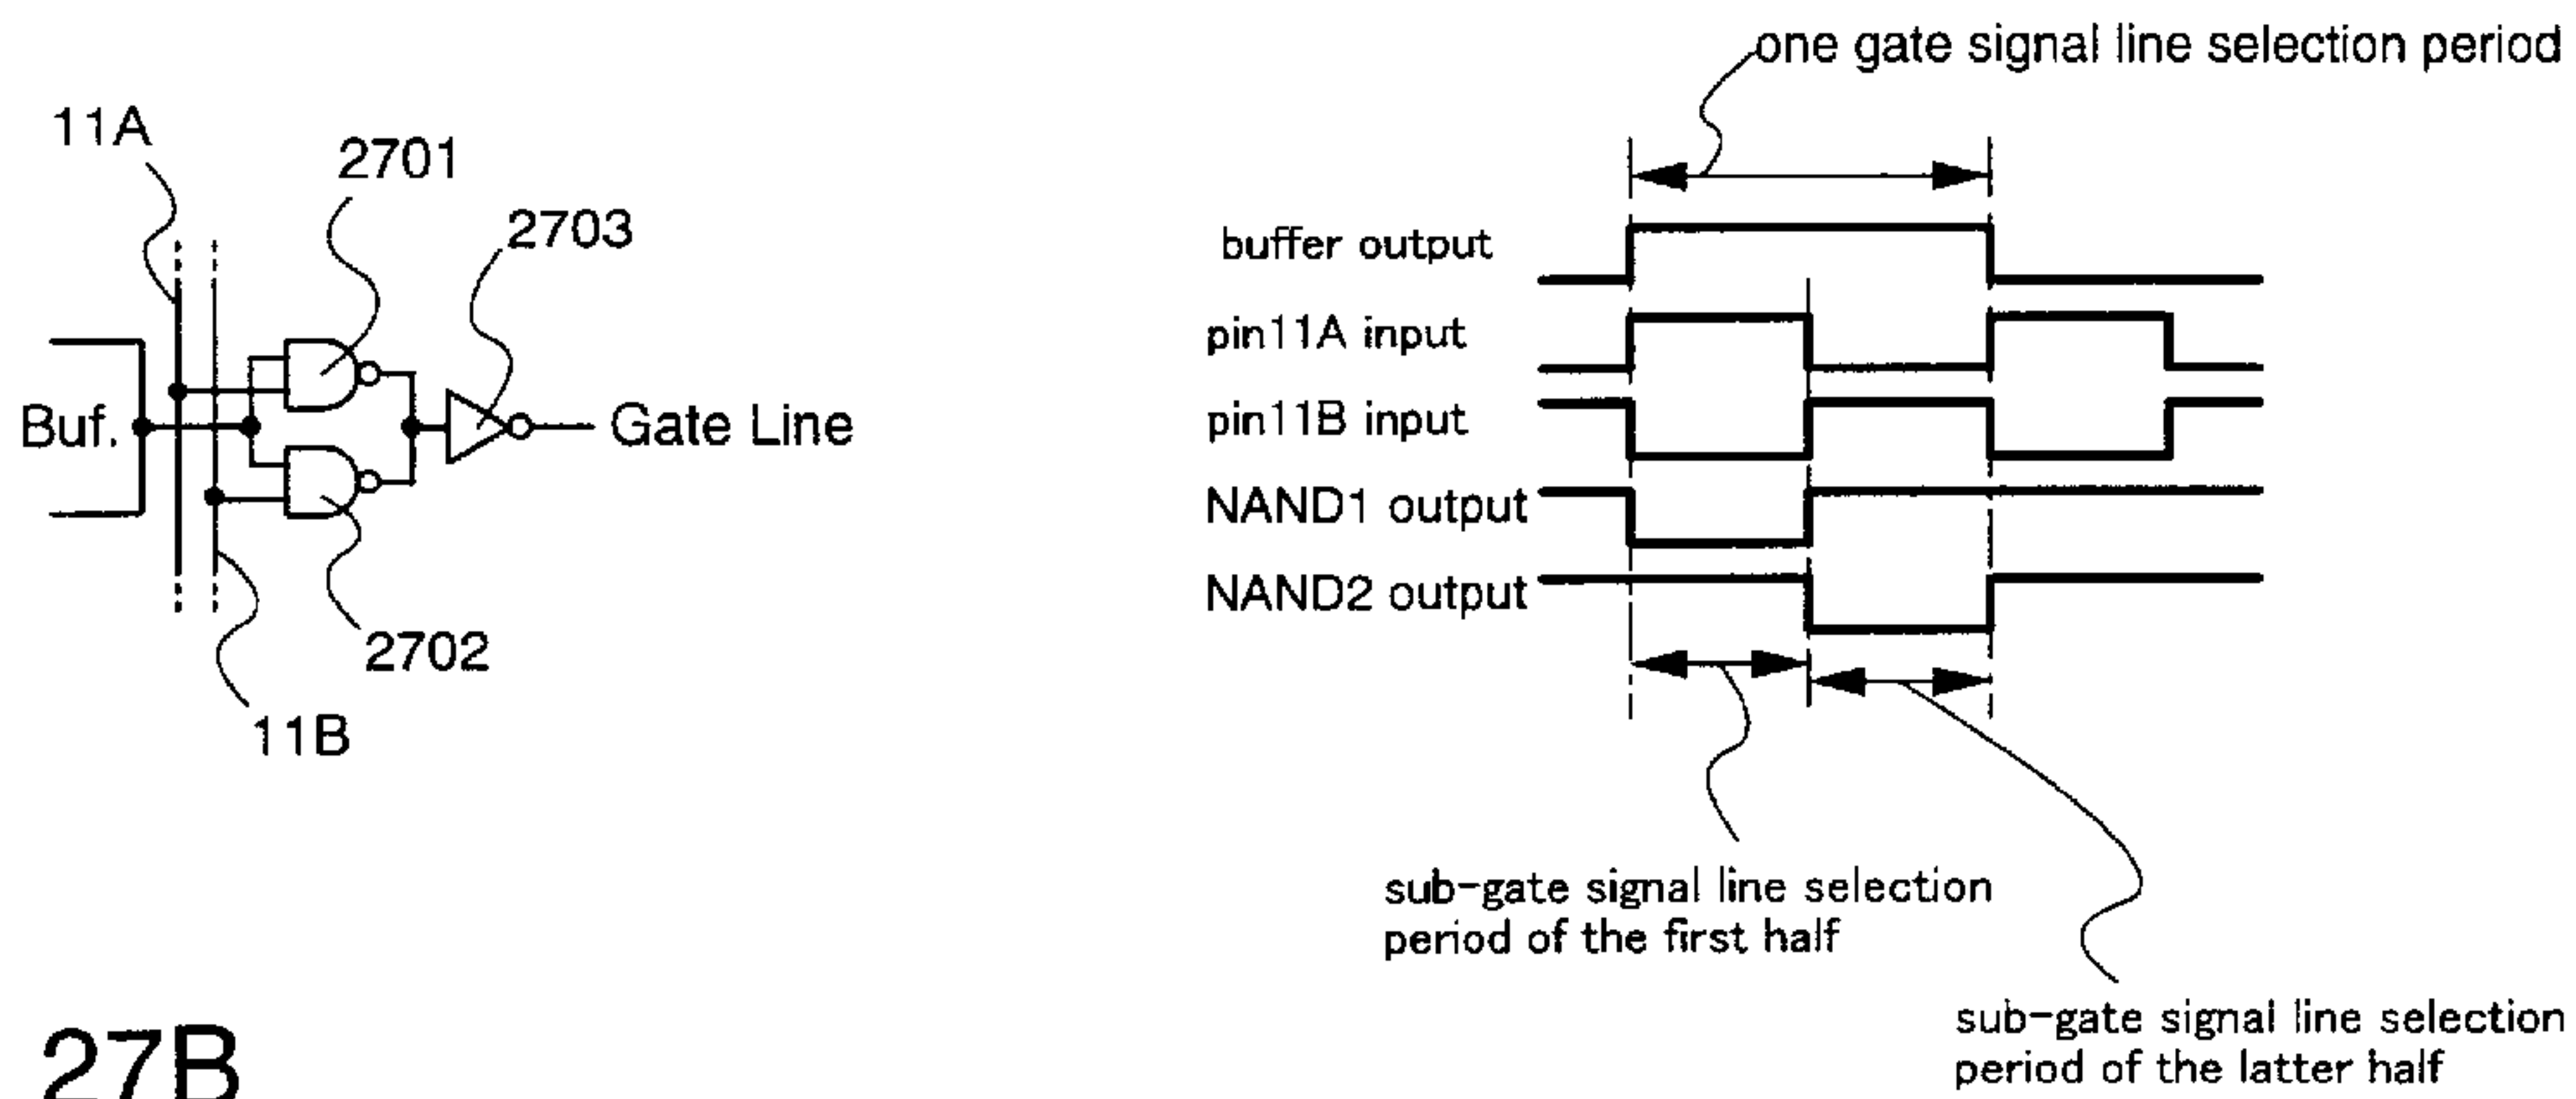 11A
2701
2703
Buf.
Gate Line
2702
11B
one gate signal line selection period
buffer output
pin11A input
pin11B input
NAND1 output
NAND2 output
sub-gate signal line selection
period of the first half
sub-gate signal line selection
period of the latter half
27B